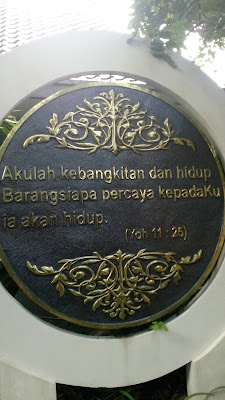 Akulah kebangkitan dan hidup
Barangsiapa percaya kepadaKu
ia akan hidup.
(Yoh 11 : 25)